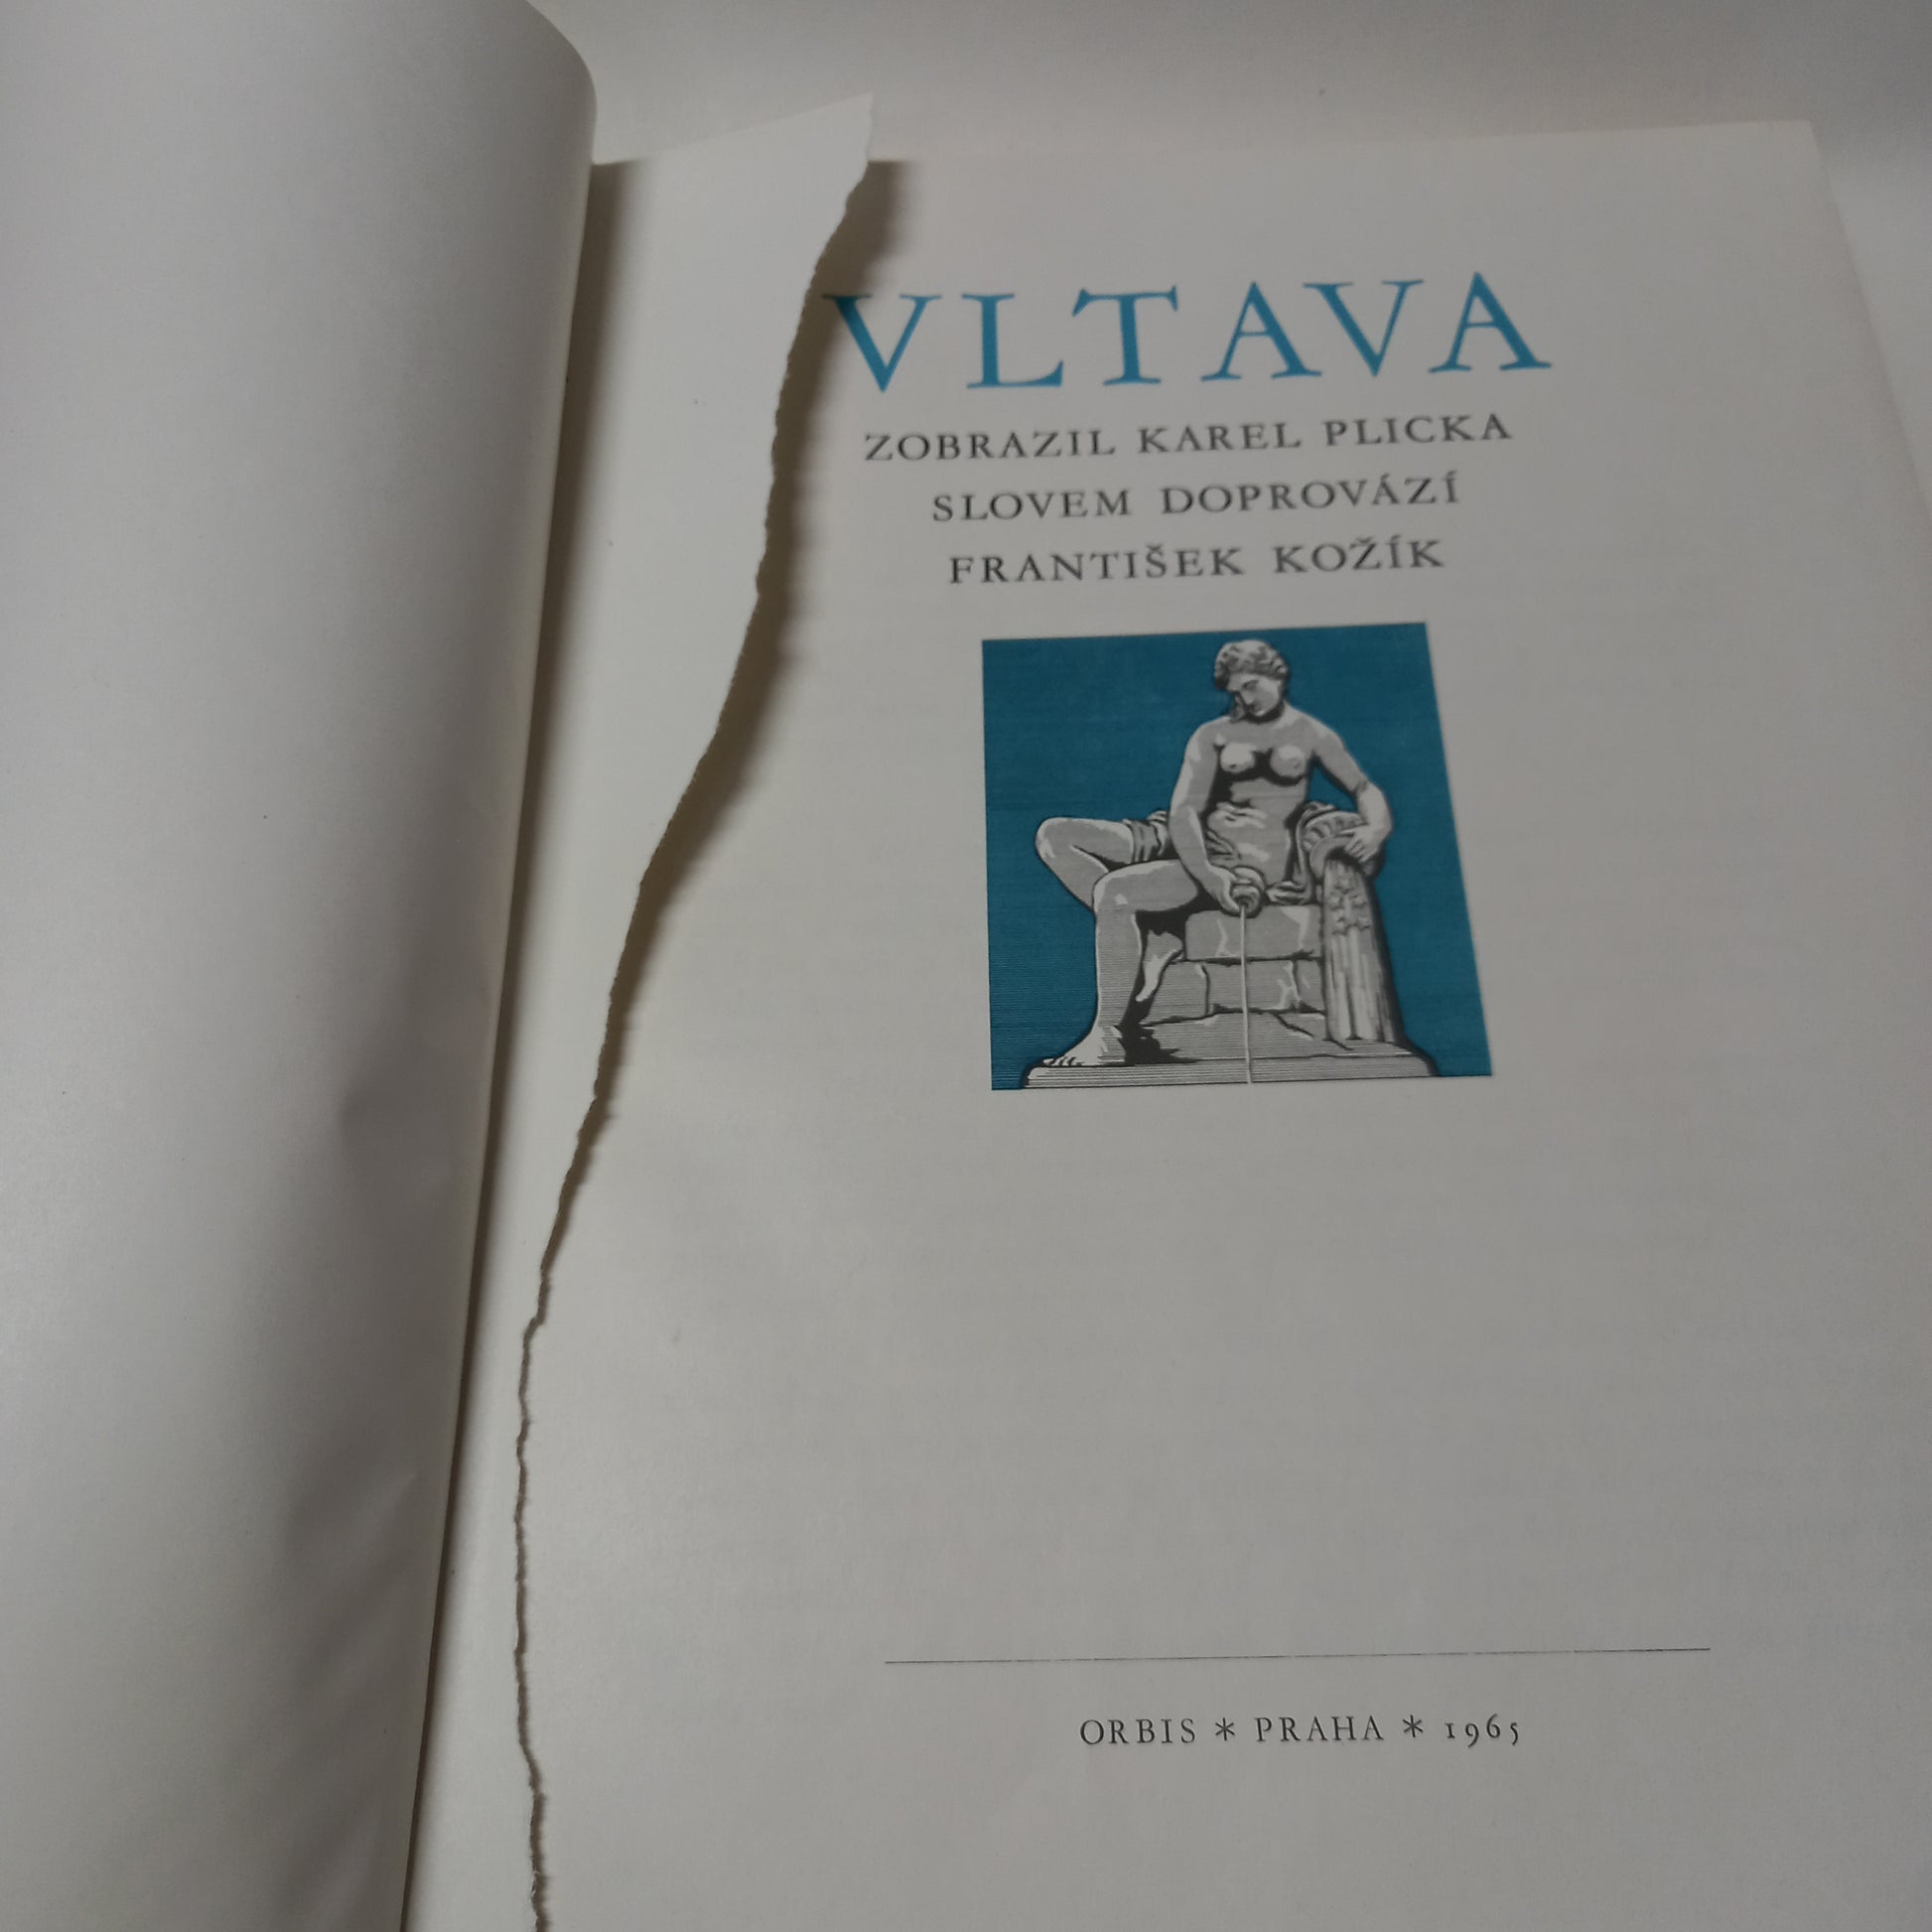 VLTAVA
ZOBRAZIL KAREL PLICKA
SLOVEM DOPROVÁZÍ
FRANTIŠEK KOŽÍK
ORBIS * PRAHA * 1965